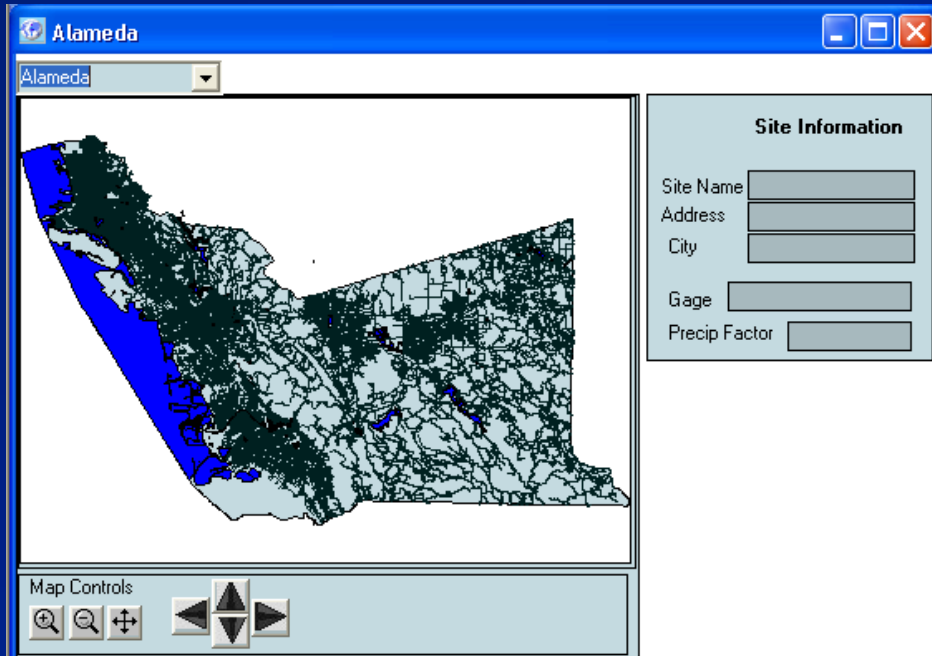 Alameda
Alameda
Site Information
Site Name
Address
City
Gage
Precip Factor
Map Controls